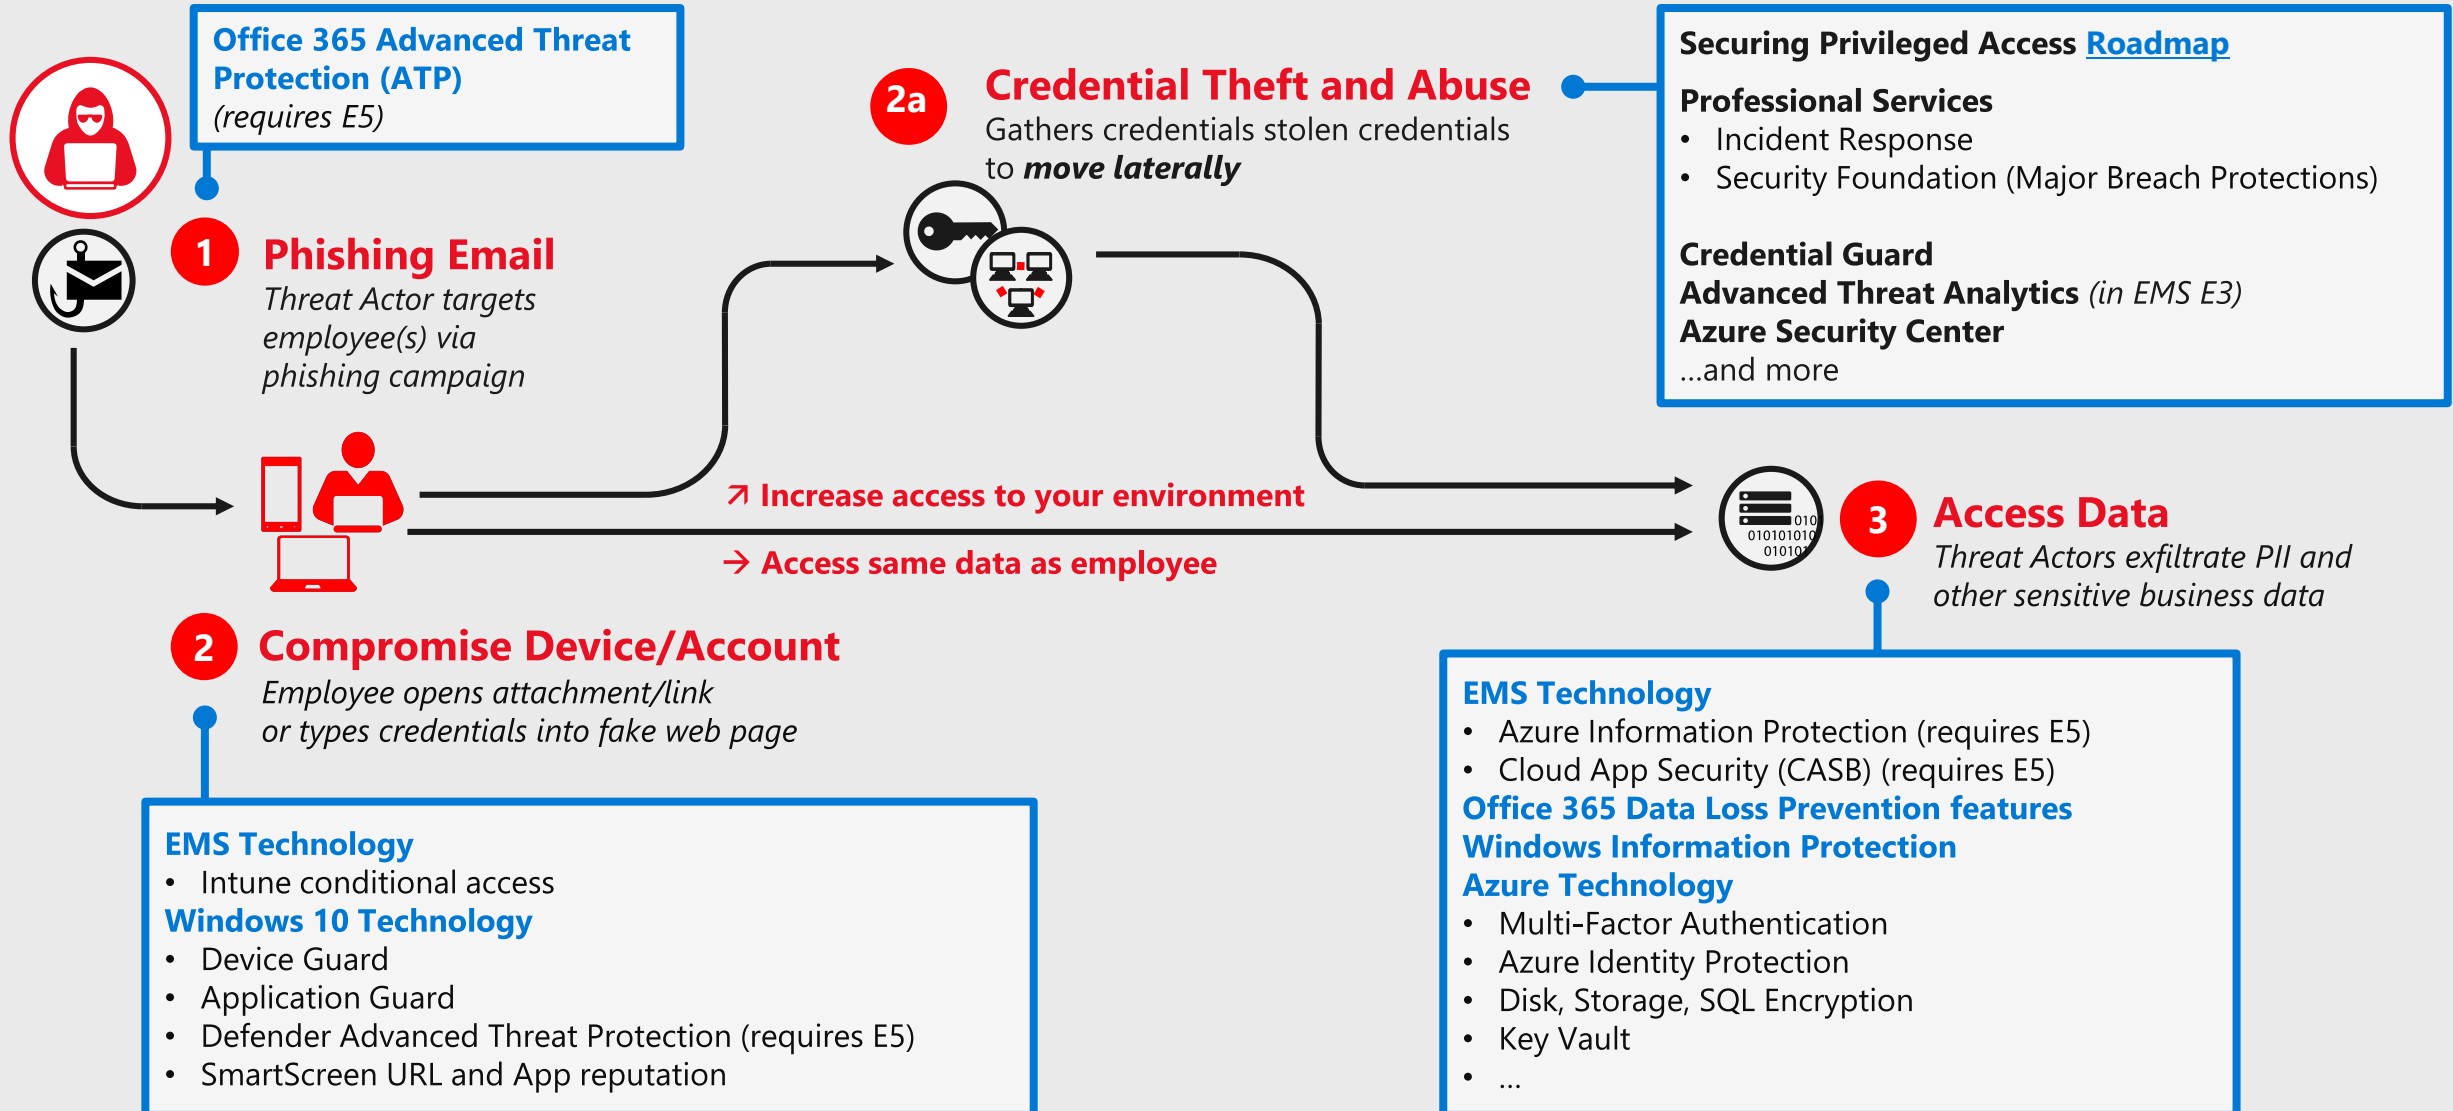 Office 365 Advanced Threat
Protection (ATP)
(requires E5)
1
Phishing Email
Threat Actor targets
employee(s) via
phishing campaign
2a
Credential Theft and Abuse
Gathers credentials stolen credentials
to move laterally
Securing Privileged Access Roadmap
Professional Services
• Incident Response
• Security Foundation (Major Breach Protections)
Credential Guard
Advanced Threat Analytics (in EMS E3)
Azure Security Center
...and more
↗ Increase access to your environment
→ Access same data as employee
010
010101010
010101
3
Access Data
Threat Actors exfiltrate PII and
other sensitive business data
2
Compromise Device/Account
Employee opens attachment/link
or types credentials into fake web page
EMS Technology
• Intune conditional access
Windows 10 Technology
• Device Guard
• Application Guard
• Defender Advanced Threat Protection (requires E5)
• SmartScreen URL and App reputation
EMS Technology
• Azure Information Protection (requires E5)
• Cloud App Security (CASB) (requires E5)
Office 365 Data Loss Prevention features
Windows Information Protection
Azure Technology
• Multi-Factor Authentication
• Azure Identity Protection
• Disk, Storage, SQL Encryption
• Key Vault
• ...